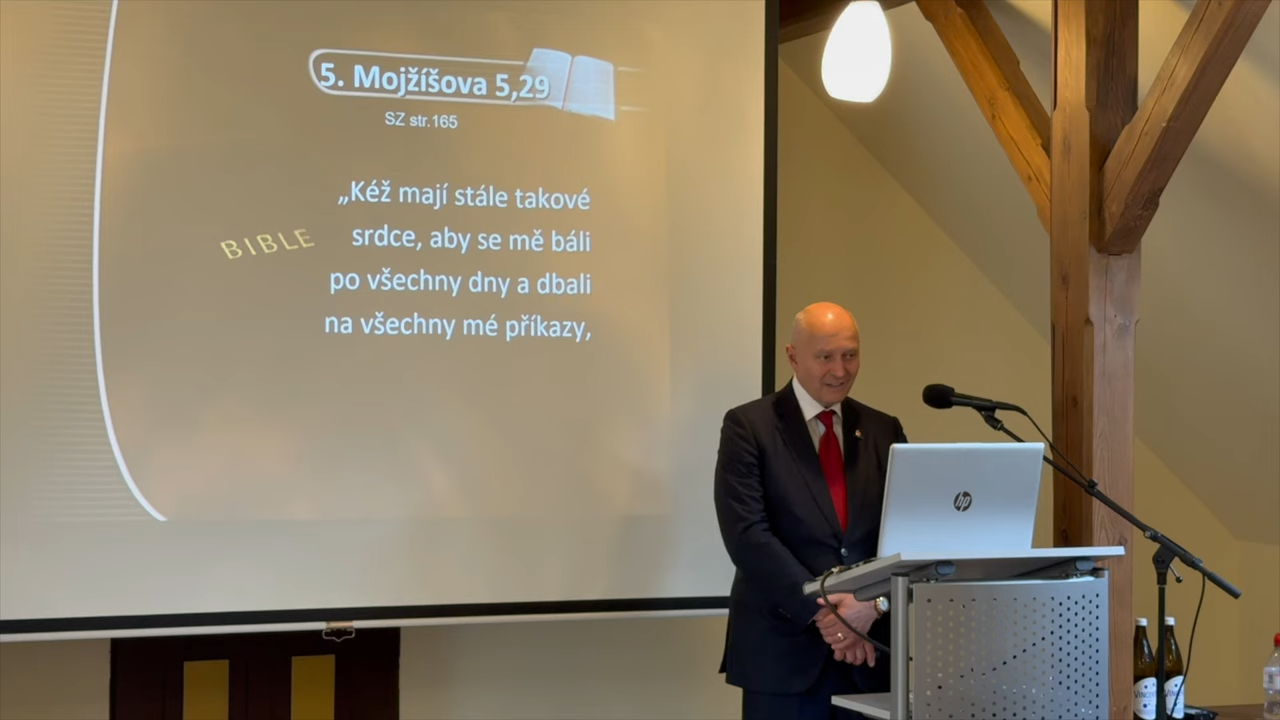 5. Mojžíšova 5,29
SZ str.165
„Kéž mají stále takové
BIBLE
srdce, aby se mě báli
po všechny dny a dbali
na všechny mé příkazy,
hp